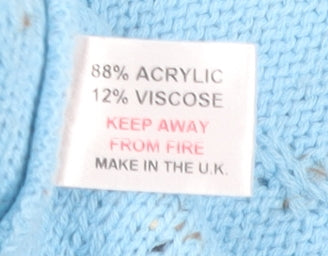 88% ACRYLIC
12% VISCOSE
KEEP AWAY
FROM FIRE
MAKE IN THE U.K.